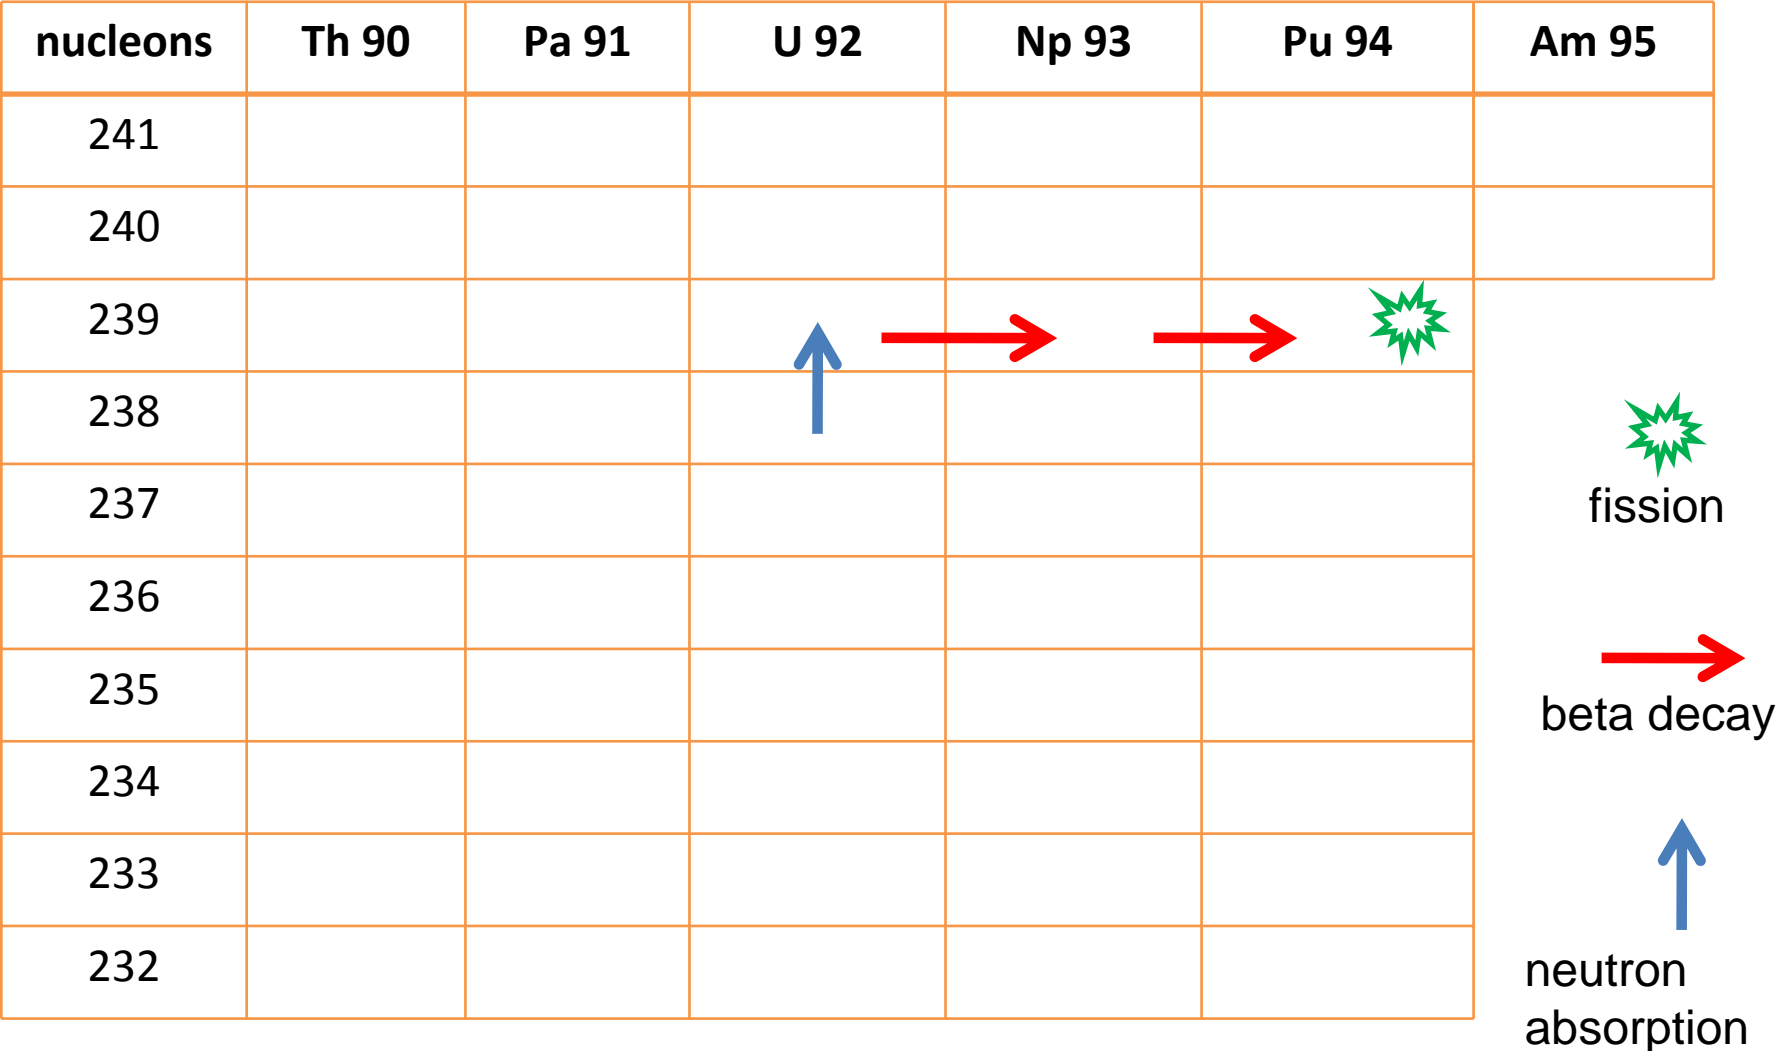 nucleons Th 90 Pa 91 U 92 Np 93 Pu 94 Am 95
241
240
239
238
237
236
235
234
233
232
fission
beta decay
neutron
absorption